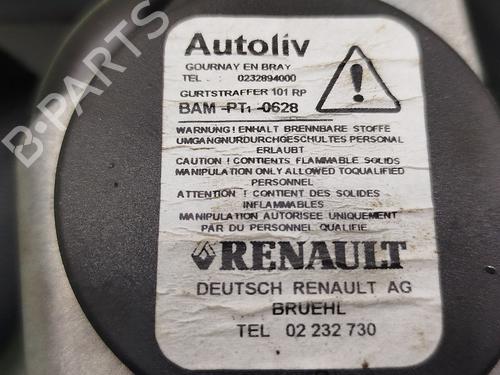 Autoliv
GOURNAY EN BRAY
TEL : 0232894000
GURTSTRAFFER 101 RP
BAM -PT1 -0628
WARNUNG! ENHALT BRENNBARE STOFFE
UMGANGNURDURCHGESCHULTES PERSONAL
ERLAUBT
CAUTION ! CONTIENTS FLAMMABLE SOLIDS
MANIPULATION ONLY ALLOWED TOQUALIFIED
PERSONNEL
ATTENTION ! CONTIENT DES SOLIDES
INFLAMMABLES
MANIPULATION AUTORISEE UNIQUEMENT
PAR DU PERSONNEL QUALIFIE
RENAULT
DEUTSCH RENAULT AG
BRUEHL
TEL 02 232 730
B-PARTS